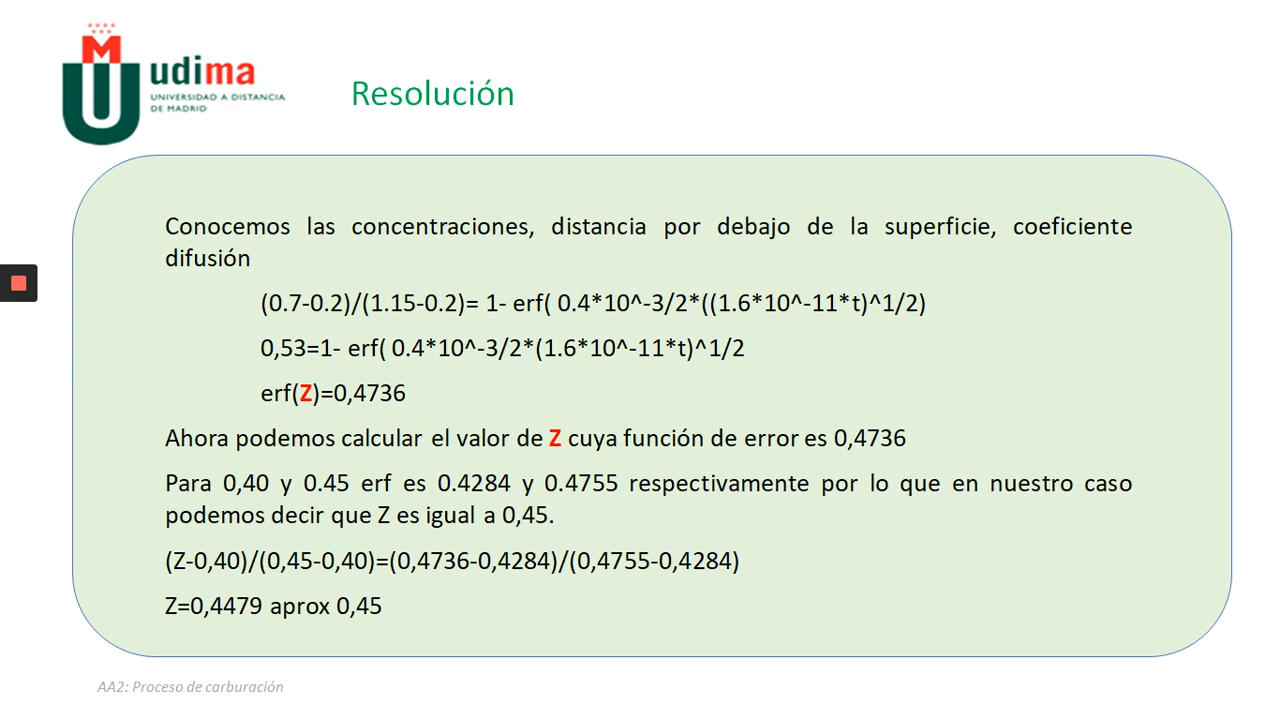 udima
UNIVERSIDAD A DISTANCIA
DE MADRID
Resolución
Conocemos las concentraciones, distancia por debajo de la superficie, coeficiente
difusión
(0.7-0.2)/(1.15-0.2)= 1- erf( 0.4*10^-3/2*((1.6*10^-11*t)^1/2)
0,53=1- erf( 0.4*10^-3/2*(1.6*10^-11*t)^1/2
erf(Z)=0,4736
Ahora podemos calcular el valor de Z cuya función de error es 0,4736
Para 0,40 y 0.45 erf es 0.4284 y 0.4755 respectivamente por lo que en nuestro caso
podemos decir que Z es igual a 0,45.
(Z-0,40)/(0,45-0,40)=(0,4736-0,4284)/(0,4755-0,4284)
Z=0,4479 aprox 0,45
AA2: Proceso de carburación